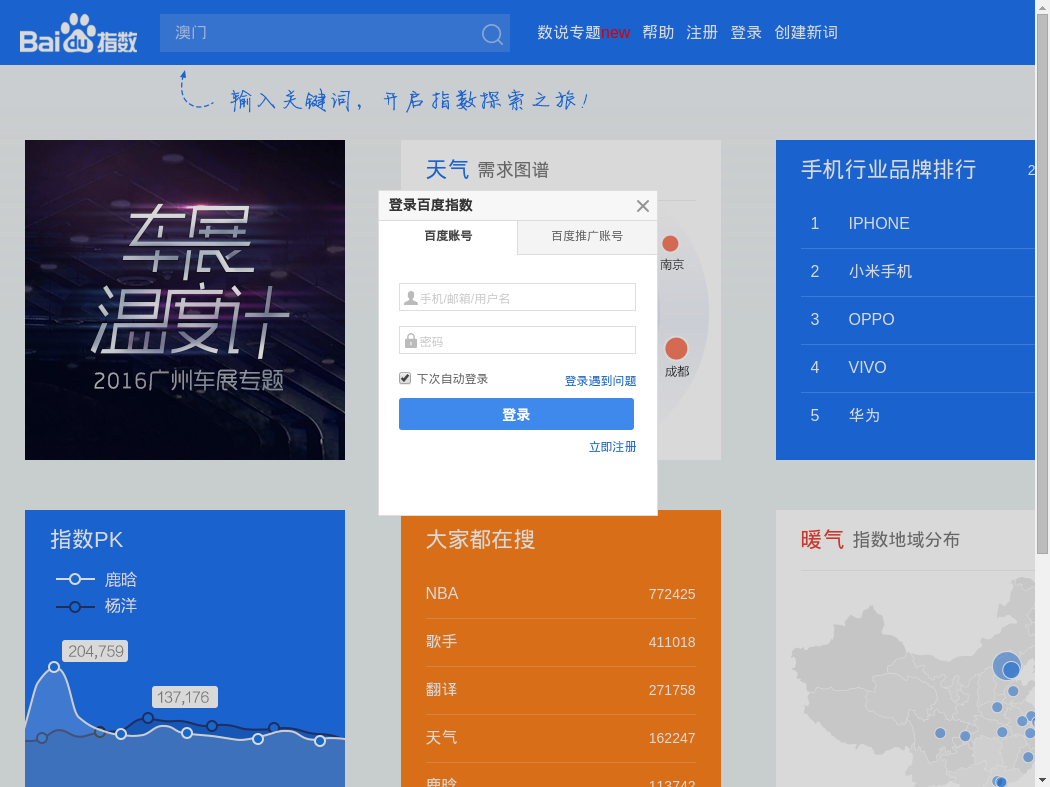 Bai du 指数
澳门
数说专题new 帮助 注册 登录 创建新词
输入关键词，开启指数探索之旅！
车展
温度计
2016广州车展专题
天气 需求图谱
南京
成都
手机行业品牌排行 2
1 IPHONE
2 小米手机
3 OPPO
4 VIVO
5 华为
登录百度指数
百度账号 百度推广账号
手机/邮箱/用户名
密码
下次自动登录 登录遇到问题
登录
立即注册
指数PK
鹿晗
杨洋
204,759
137,176
大家都在搜
NBA 772425
歌手 411018
翻译 271758
天气 162247
鹿晗 113742
暖气 指数地域分布